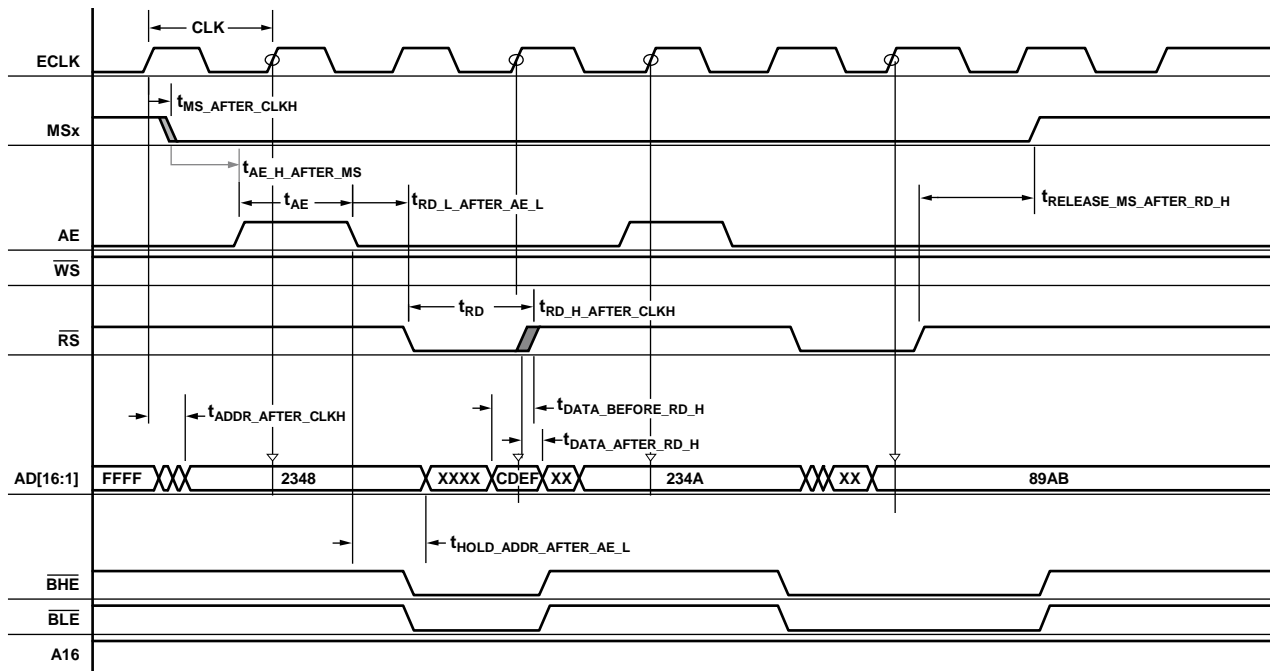 CLK
ECLK
tMS_AFTER_CLKH
MSx
tAE_H_AFTER_MS
tAE
tRD_L_AFTER_AE_L
tRELEASE_MS_AFTER_RD_H
AE
WS
tRD
tRD_H_AFTER_CLKH
RS
tADDR_AFTER_CLKH
tDATA_BEFORE_RD_H
tDATA_AFTER_RD_H
AD[16:1] FFFF 2348 XXXX CDEF XX 234A XX 89AB
tHOLD_ADDR_AFTER_AE_L
BHE
BLE
A16